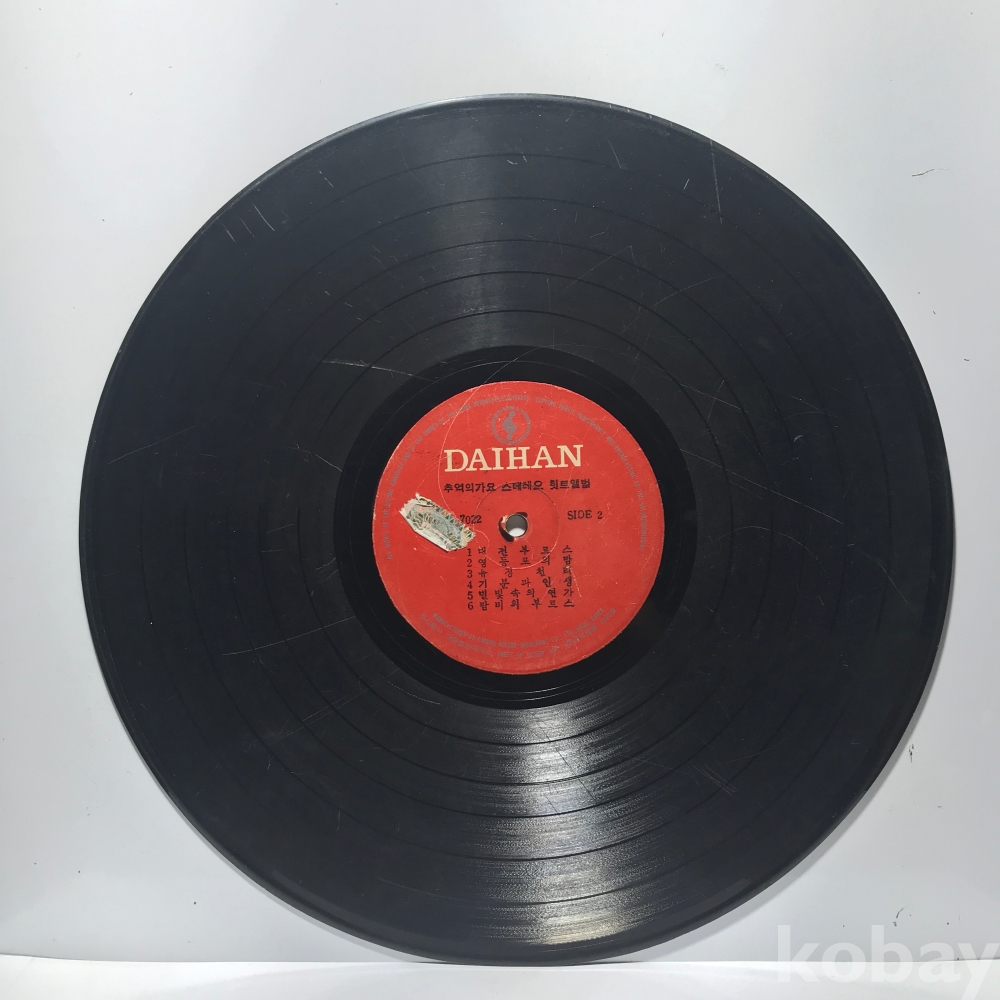 DAIHAN
추억의가요 스테레오 힛트앨범
7022
SIDE 2
1 대전부르스
2 영등포의밤
3 속 경 천리
4 기분파인생
5 별빛속의연가
6 밤비의부르스
kobay